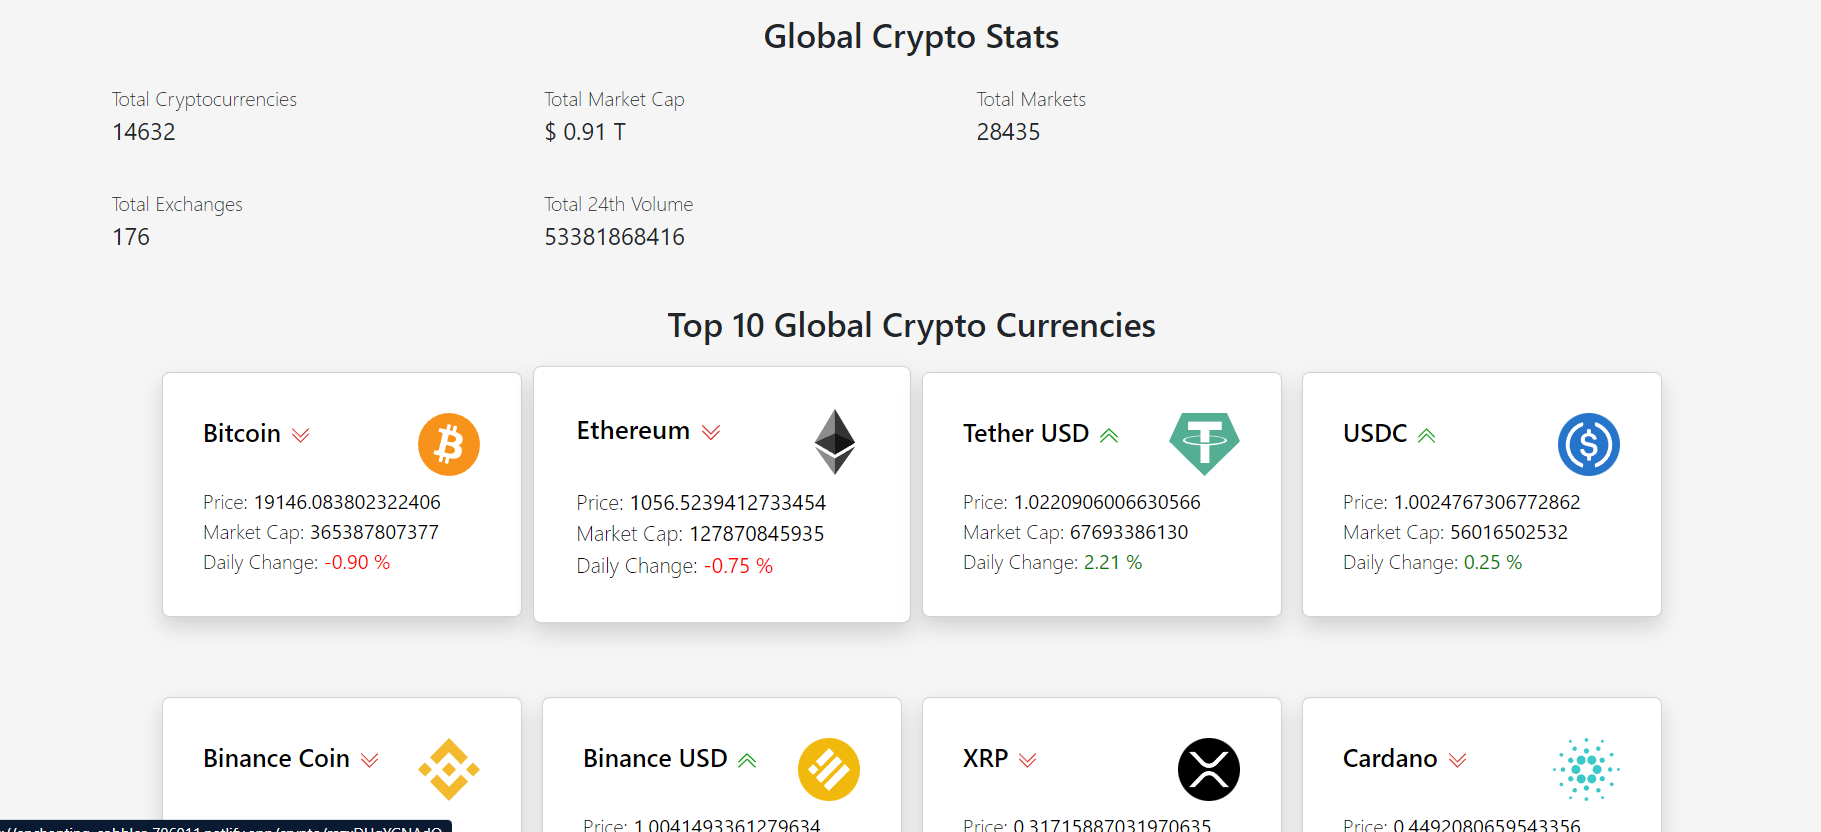 Global Crypto Stats
Total Cryptocurrencies
14632
Total Market Cap
$ 0.91 T
Total Markets
28435
Total Exchanges
176
Total 24th Volume
53381868416
Top 10 Global Crypto Currencies
Bitcoin
Price: 19146.083802322406
Market Cap: 365387807377
Daily Change: -0.90 %
Ethereum
Price: 1056.5239412733454
Market Cap: 127870845935
Daily Change: -0.75 %
Tether USD
Price: 1.0220906006630566
Market Cap: 67693386130
Daily Change: 2.21 %
USDC
Price: 1.0024767306772862
Market Cap: 56016502532
Daily Change: 0.25 %
Binance Coin
Binance USD
Price: 1.0041493361279634
XRP
Price: 0.31715887031970635
Cardano
Price: 0.4492080659543356